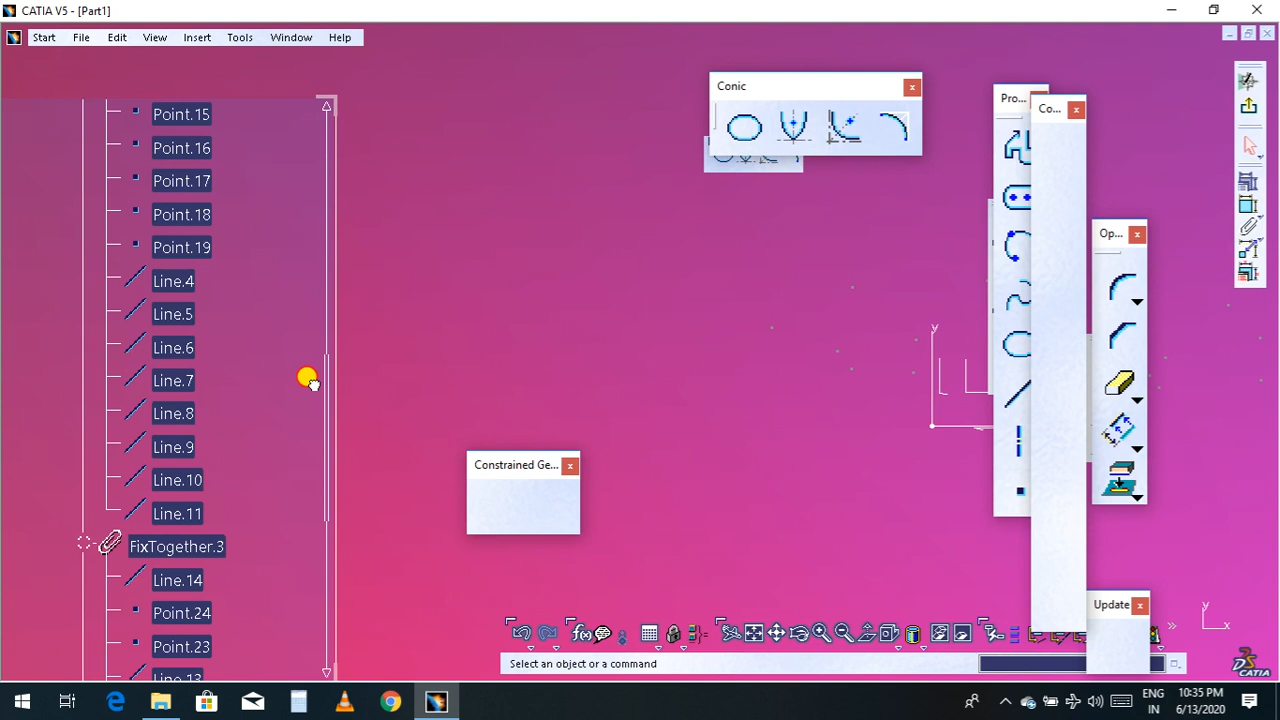 CATIA V5 - [Part1]
Start File Edit View Insert Tools Window Help
Conic
Pro...
Co...
Op...
Point.15
Point.16
Point.17
Point.18
Point.19
Line.4
Line.5
Line.6
Line.7
Line.8
Line.9
Line.10
Line.11
FixTogether.3
Line.14
Point.24
Point.23
Line.13
Constrained Ge...
y
Update
y
x
f(x)
Select an object or a command
CATIA
ENG
IN
10:35 PM
6/13/2020